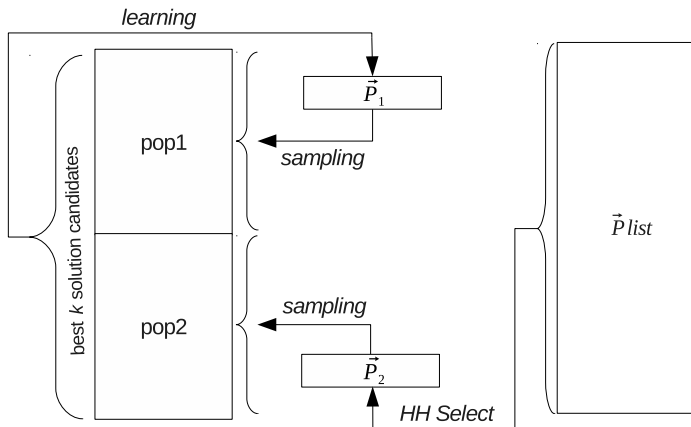 learning
P⃗1
pop1
sampling
best k solution candidates
P⃗ list
sampling
pop2
P⃗2
HH Select